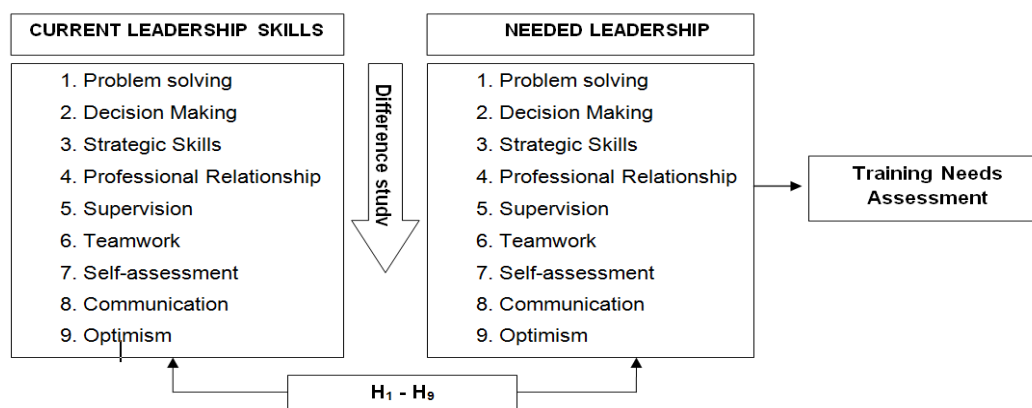 CURRENT LEADERSHIP SKILLS
1. Problem solving
2. Decision Making
3. Strategic Skills
4. Professional Relationship
5. Supervision
6. Teamwork
7. Self-assessment
8. Communication
9. Optimism
Difference study
NEEDED LEADERSHIP
1. Problem solving
2. Decision Making
3. Strategic Skills
4. Professional Relationship
5. Supervision
6. Teamwork
7. Self-assessment
8. Communication
9. Optimism
Training Needs
Assessment
H₁ - H₉